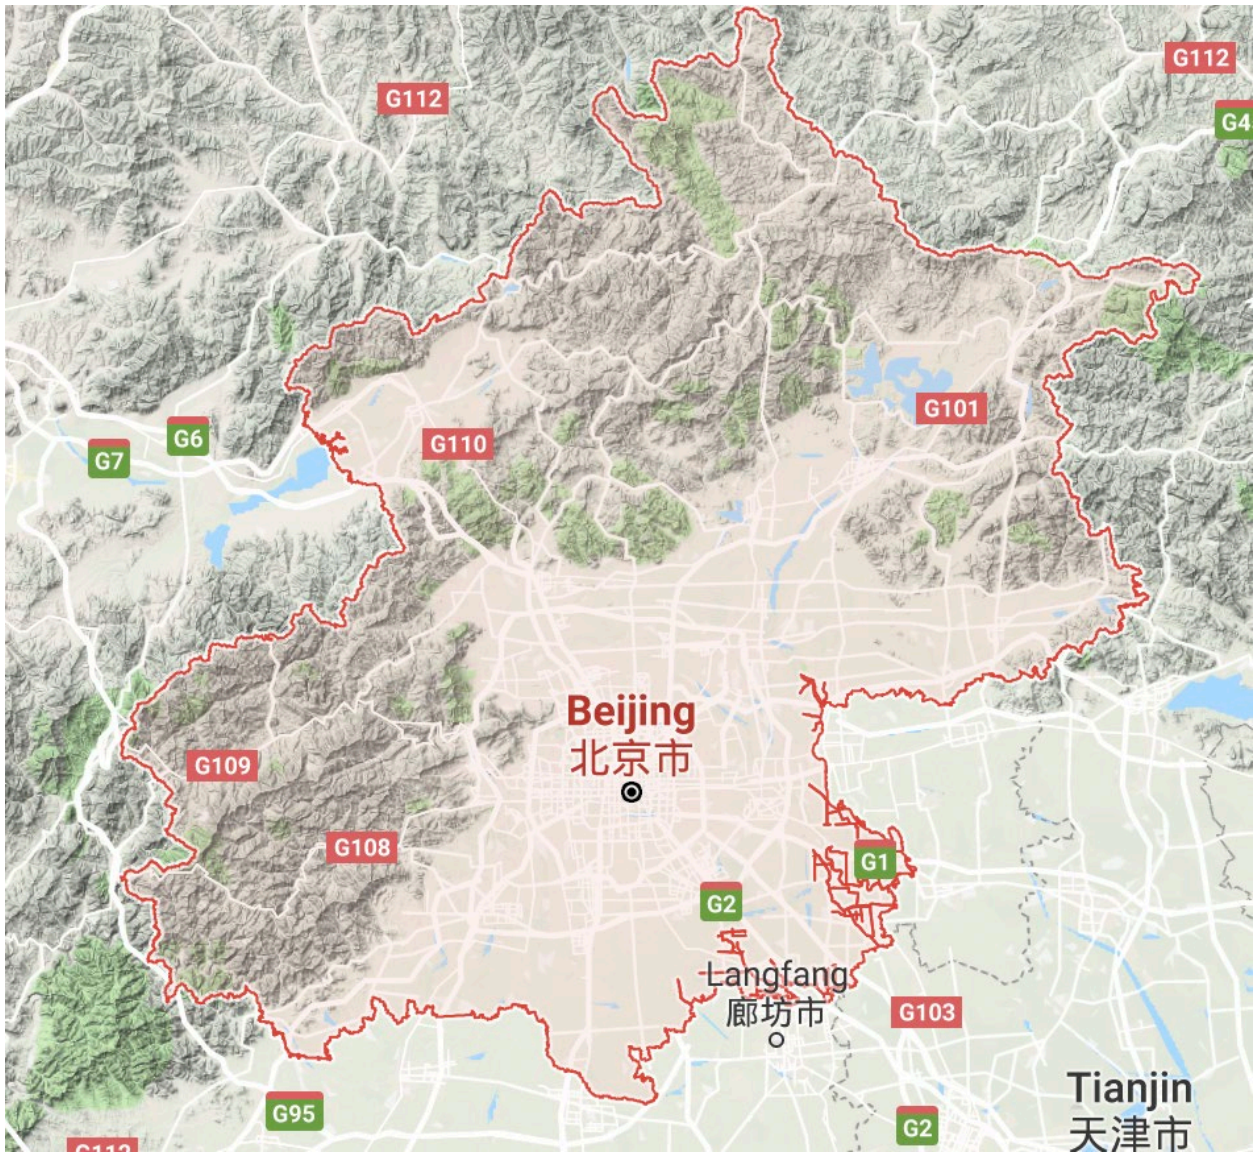 G112
G112
G4
G101
G6
G110
G7
Beijing
北京市
G109
G108
G1
G2
Langfang
廊坊市
G103
G95
Tianjin
天津市
G2
G112